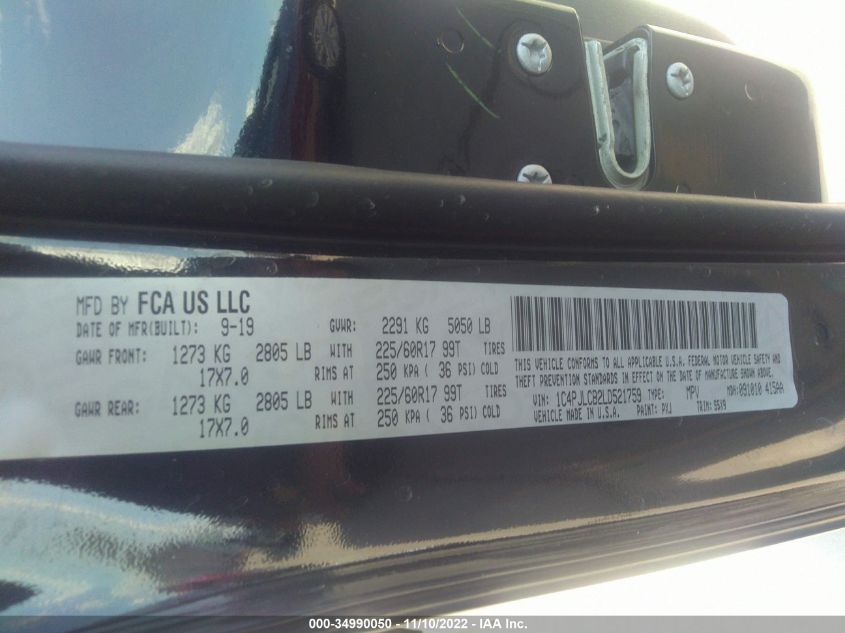 MFD BY FCA US LLC
DATE OF MFR(BUILT): 9-19 GVWR: 2291 KG 5050 LB
GAWR FRONT: 1273 KG 2805 LB WITH 225/60R17 99T TIRES
17X7.0 RIMS AT 250 KPA ( 36 PSI) COLD
GAWR REAR: 1273 KG 2805 LB WITH 225/60R17 99T TIRES
17X7.0 RIMS AT 250 KPA ( 36 PSI) COLD
THIS VEHICLE CONFORMS TO ALL APPLICABLE U.S.A. FEDERAL MOTOR VEHICLE SAFETY AND
THEFT PREVENTION STANDARDS IN EFFECT ON THE DATE OF MANUFACTURE SHOWN ABOVE.
VIN: 1C4PJLCB2LD521759 TYPE: MPV MDH: 091010 415AA
VEHICLE MADE IN U.S.A. PAINT: PXJ TRIM: S5X9
000-34990050 - 11/10/2022 - IAA Inc.